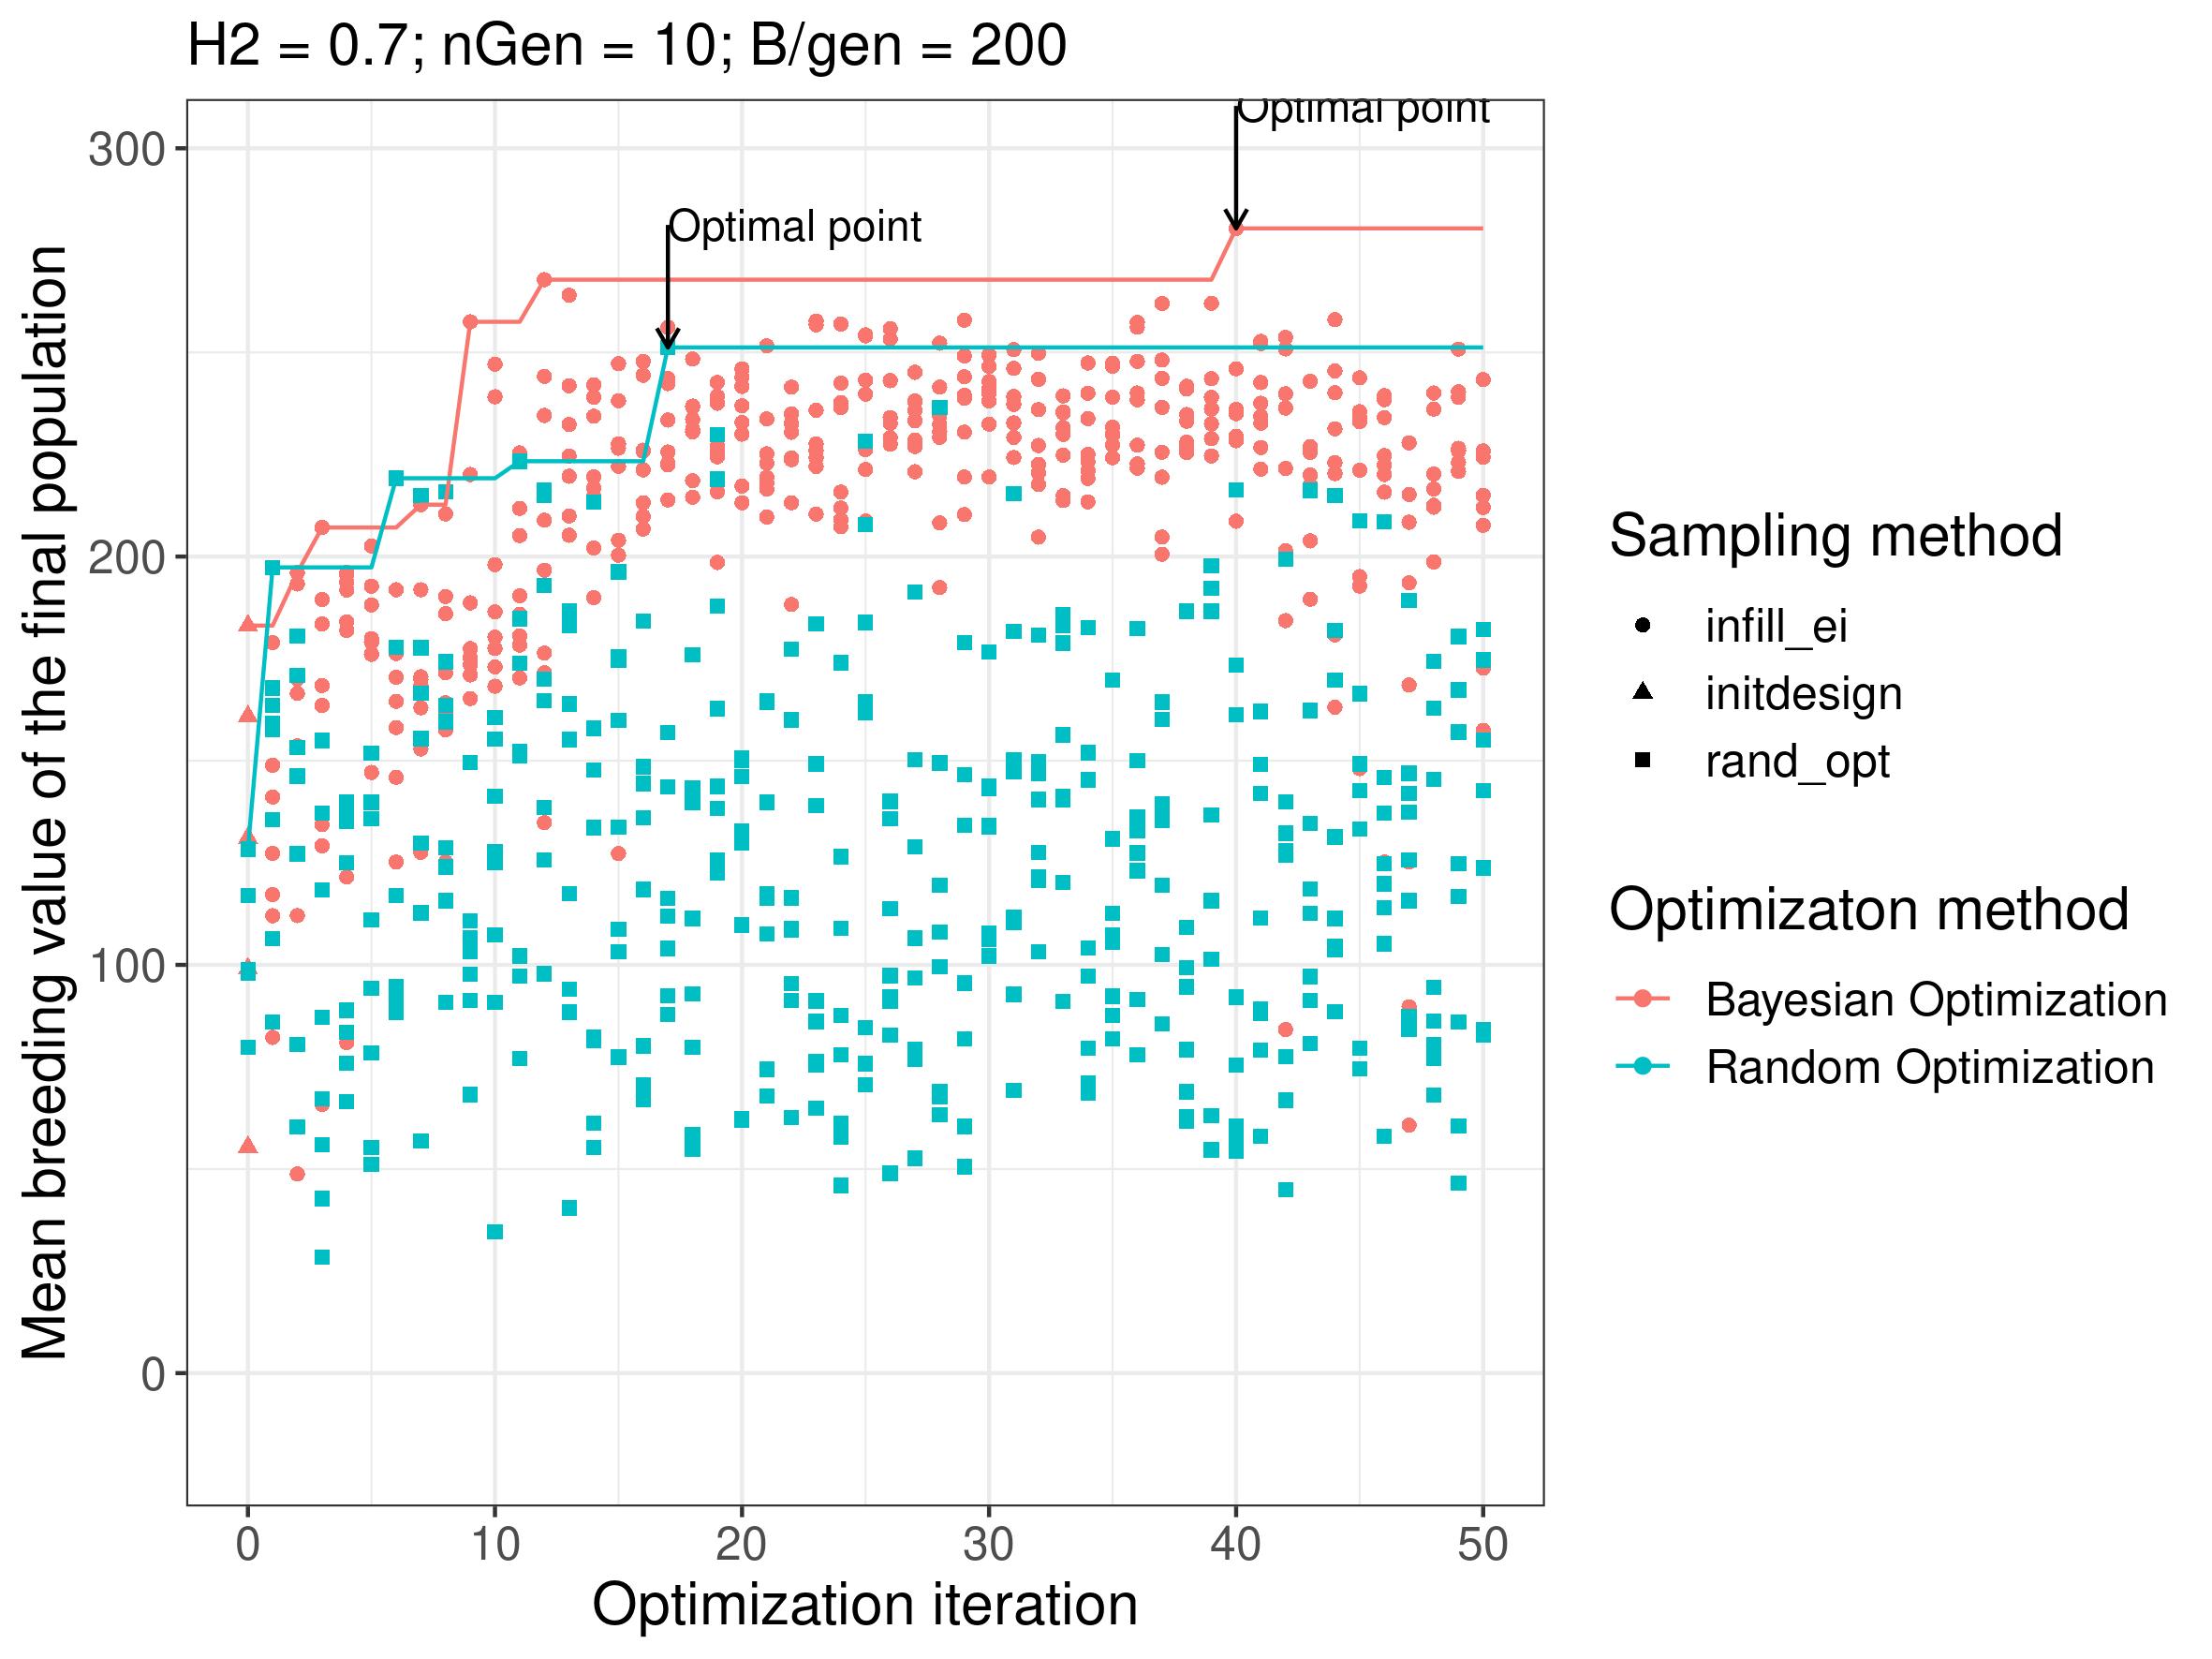 H2 = 0.7; nGen = 10; B/gen = 200
Optimal point
Optimal point
300
200
100
0
Mean breeding value of the final population
0 10 20 30 40 50
Optimization iteration
Sampling method
infill_ei
initdesign
rand_opt
Optimizaton method
Bayesian Optimization
Random Optimization